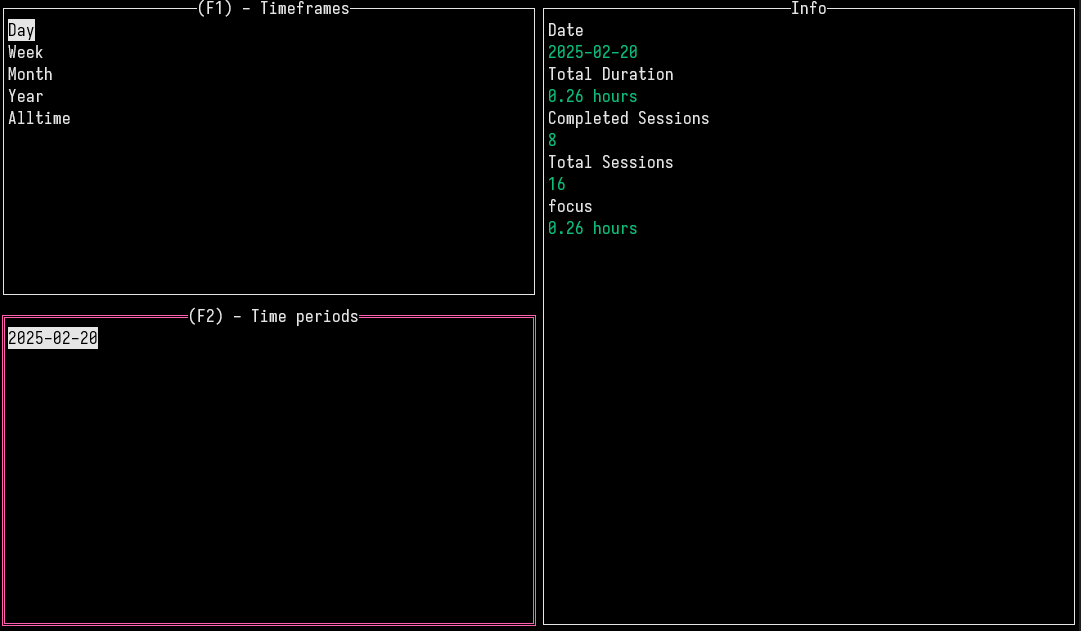 (F1) - Timeframes
Day
Week
Month
Year
Alltime
(F2) - Time periods
2025-02-20
Info
Date
2025-02-20
Total Duration
0.26 hours
Completed Sessions
8
Total Sessions
16
focus
0.26 hours